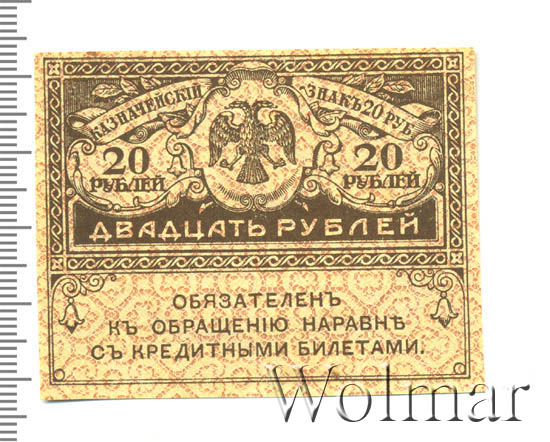 КАЗНАЧЕЙСКІЙ ЗНАКЪ 20 РУБ.
20 РУБЛЕЙ
20 РУБЛЕЙ
ДВАДЦАТЬ РУБЛЕЙ
ОБЯЗАТЕЛЕНЪ
КЪ ОБРАЩЕНІЮ НАРАВНѢ
СЪ КРЕДИТНЫМИ БИЛЕТАМИ.
Wolmar